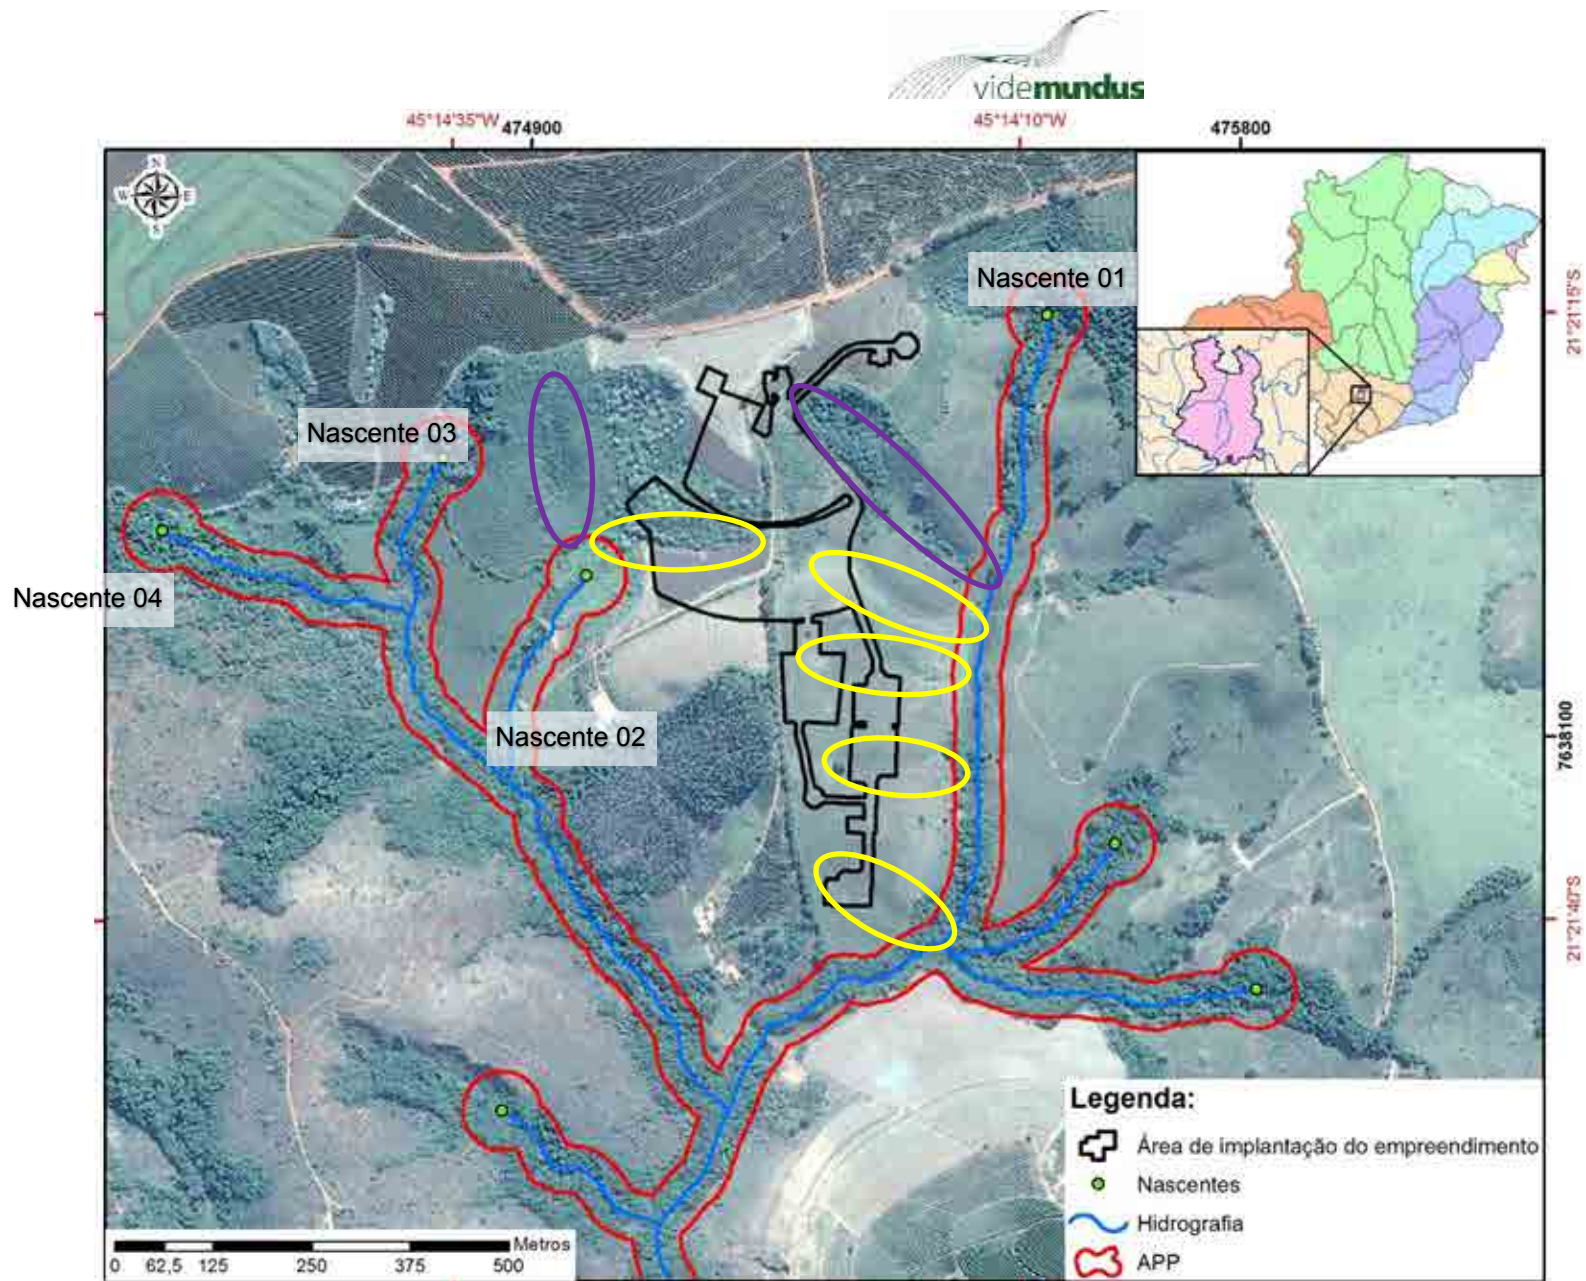 videmundus
45°14'35"W
474900
45°14'10"W
475800
N
W
E
S
Nascente 01
21°21'15"S
Nascente 03
Nascente 04
Nascente 02
7638100
21°21'40"S
Legenda:
Área de implantação do empreendimento
Nascentes
Hidrografia
APP
Metros
0 62,5 125 250 375 500